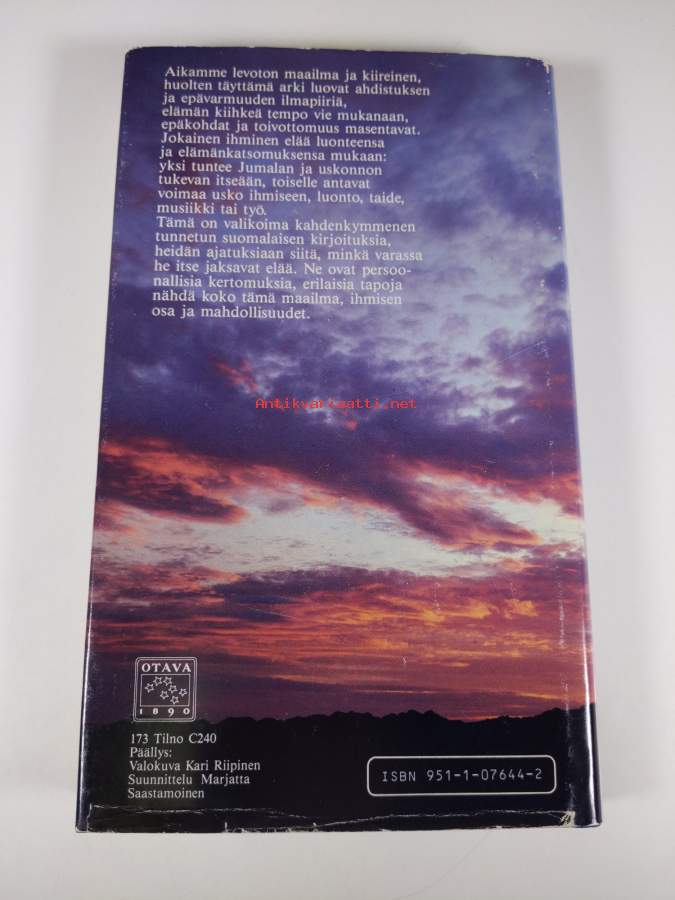 Aikamme levoton maailma ja kiireinen,
huolten täyttämä arki luovat ahdistuksen
ja epävarmuuden ilmapiiriä,
elämän kiihkeä tempo vie mukanaan,
epäkohdat ja toivottomuus masentavat.
Jokainen ihminen elää luonteensa
ja elämänkatsomuksensa mukaan:
yksi tuntee Jumalan ja uskonnon
tukevan itseään, toiselle antavat
voimaa usko ihmiseen, luonto, taide,
musiikki tai työ.
Tämä on valikoima kahdenkymmenen
tunnetun suomalaisen kirjoituksia,
heidän ajatuksiaan siitä, minkä varassa
he itse jaksavat elää. Ne ovat persoo-
nallisia kertomuksia, erilaisia tapoja
nähdä koko tämä maailma, ihmisen
osa ja mahdollisuudet.
Antikvariaatti.net
OTAVA
1890
173 Tilno C240
Päällys:
Valokuva Kari Riipinen
Suunnittelu Marjatta
Saastamoinen
ISBN 951-1-07644-2